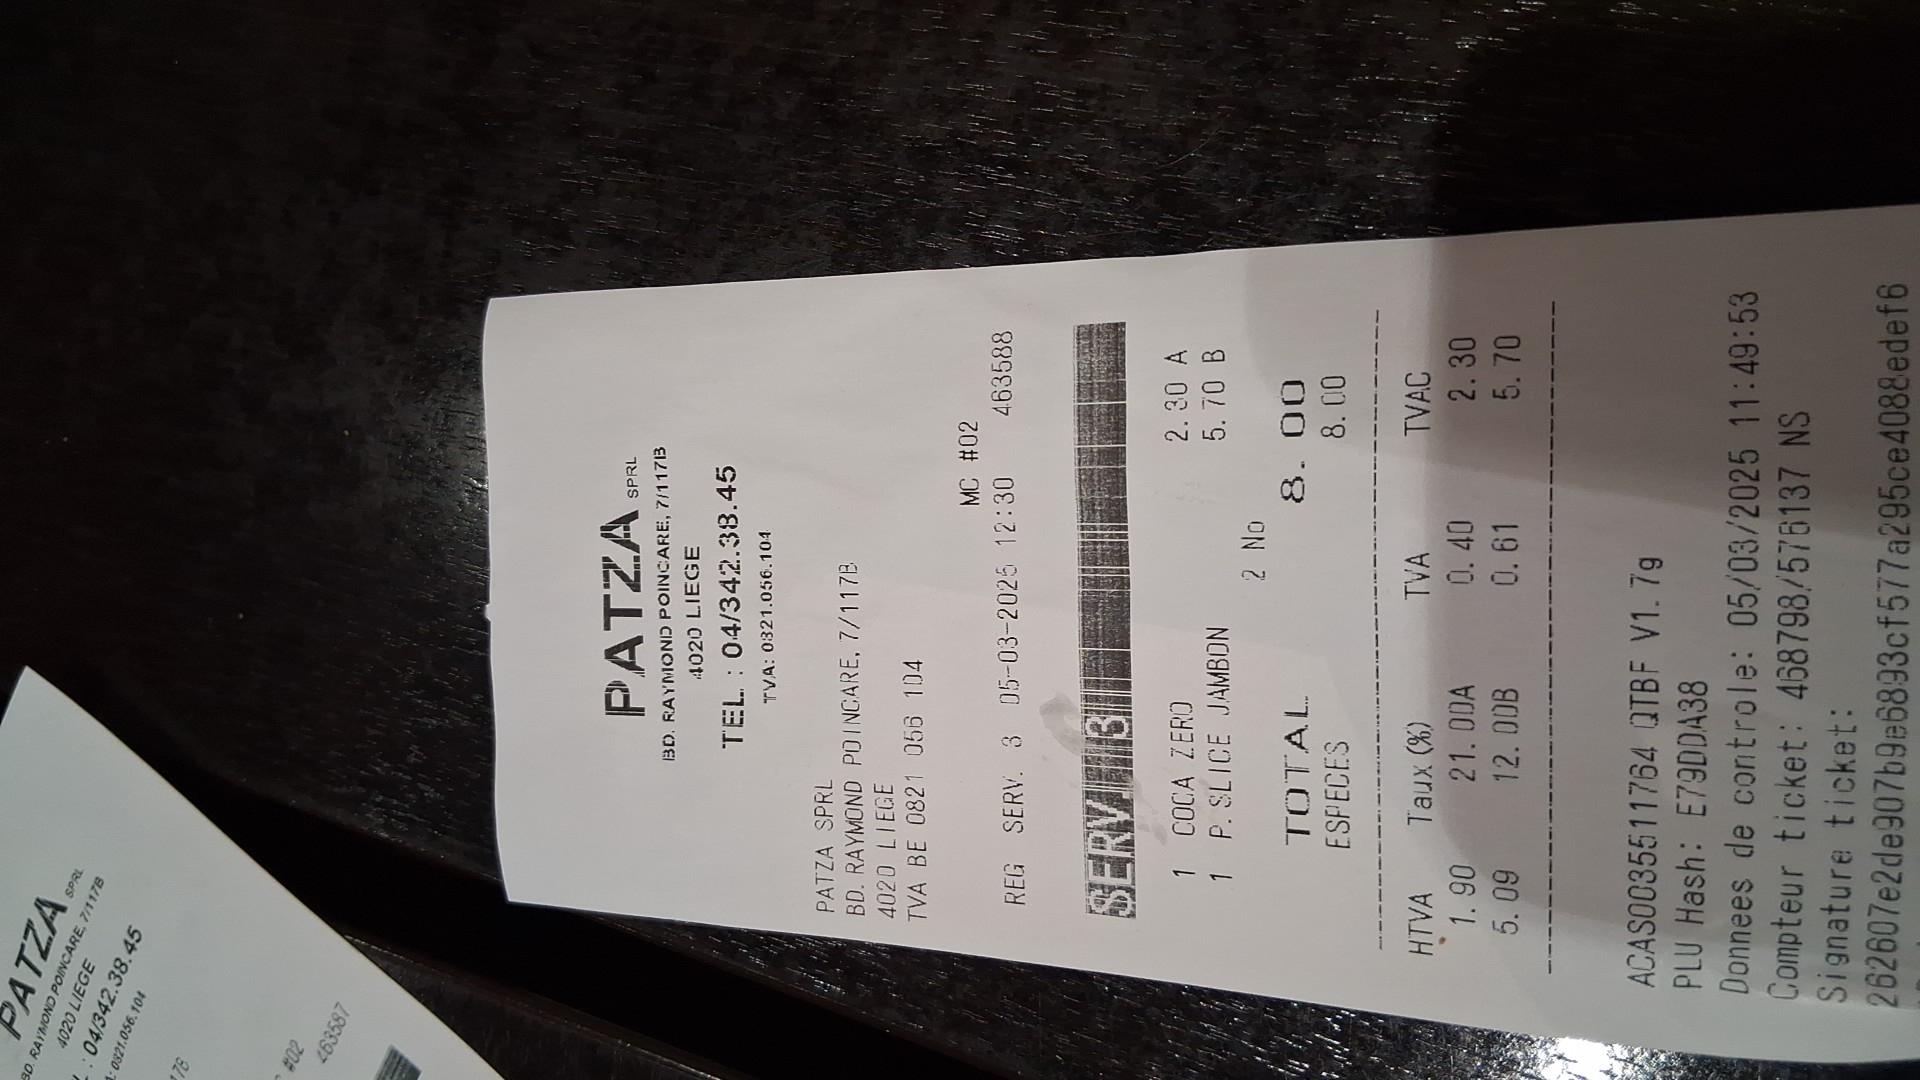 PATZA SPRL
BD. RAYMOND POINCARE, 7/117B
4020 LIEGE
TEL. : 04/342.38.45
TVA: 0821.056.104
PATZA SPRL
BD. RAYMOND POINCARE, 7/117B
4020 LIEGE
TVA BE 0821 056 104
MC #02
REG SERV. 3 05-03-2025 12:30 463588
SERV. 3
1 COCA ZERO 2.30 A
1 P.SLICE JAMBON 5.70 B
2 No
TOTAL 8.00
ESPECES 8.00
HTVA Taux(%) TVA TVAC
1.90 21.00A 0.40 2.30
5.09 12.00B 0.61 5.70
ACAS0035511764 QTBF V1.7g
PLU Hash: E79DDA38
Donnees de controle: 05/03/2025 11:49:53
Compteur ticket: 468798/576137 NS
Signature ticket:
262607e2de907b9e6893cf577a295ce4088edef6
PATZA SPRL
BD. RAYMOND POINCARE, 7/117B
4020 LIEGE
: 04/342.38.45
: 0821.056.104
17B
#02
463587